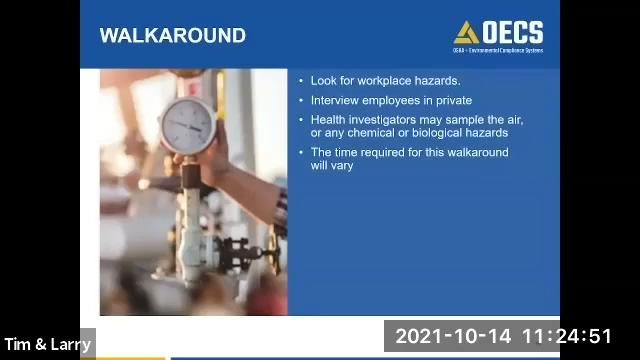 WALKAROUND
OECS
OSHA + Environmental Compliance Systems
• Look for workplace hazards.
• Interview employees in private
• Health investigators may sample the air,
or any chemical or biological hazards
• The time required for this walkaround
will vary
Tim & Larry
2021-10-14 11:24:51